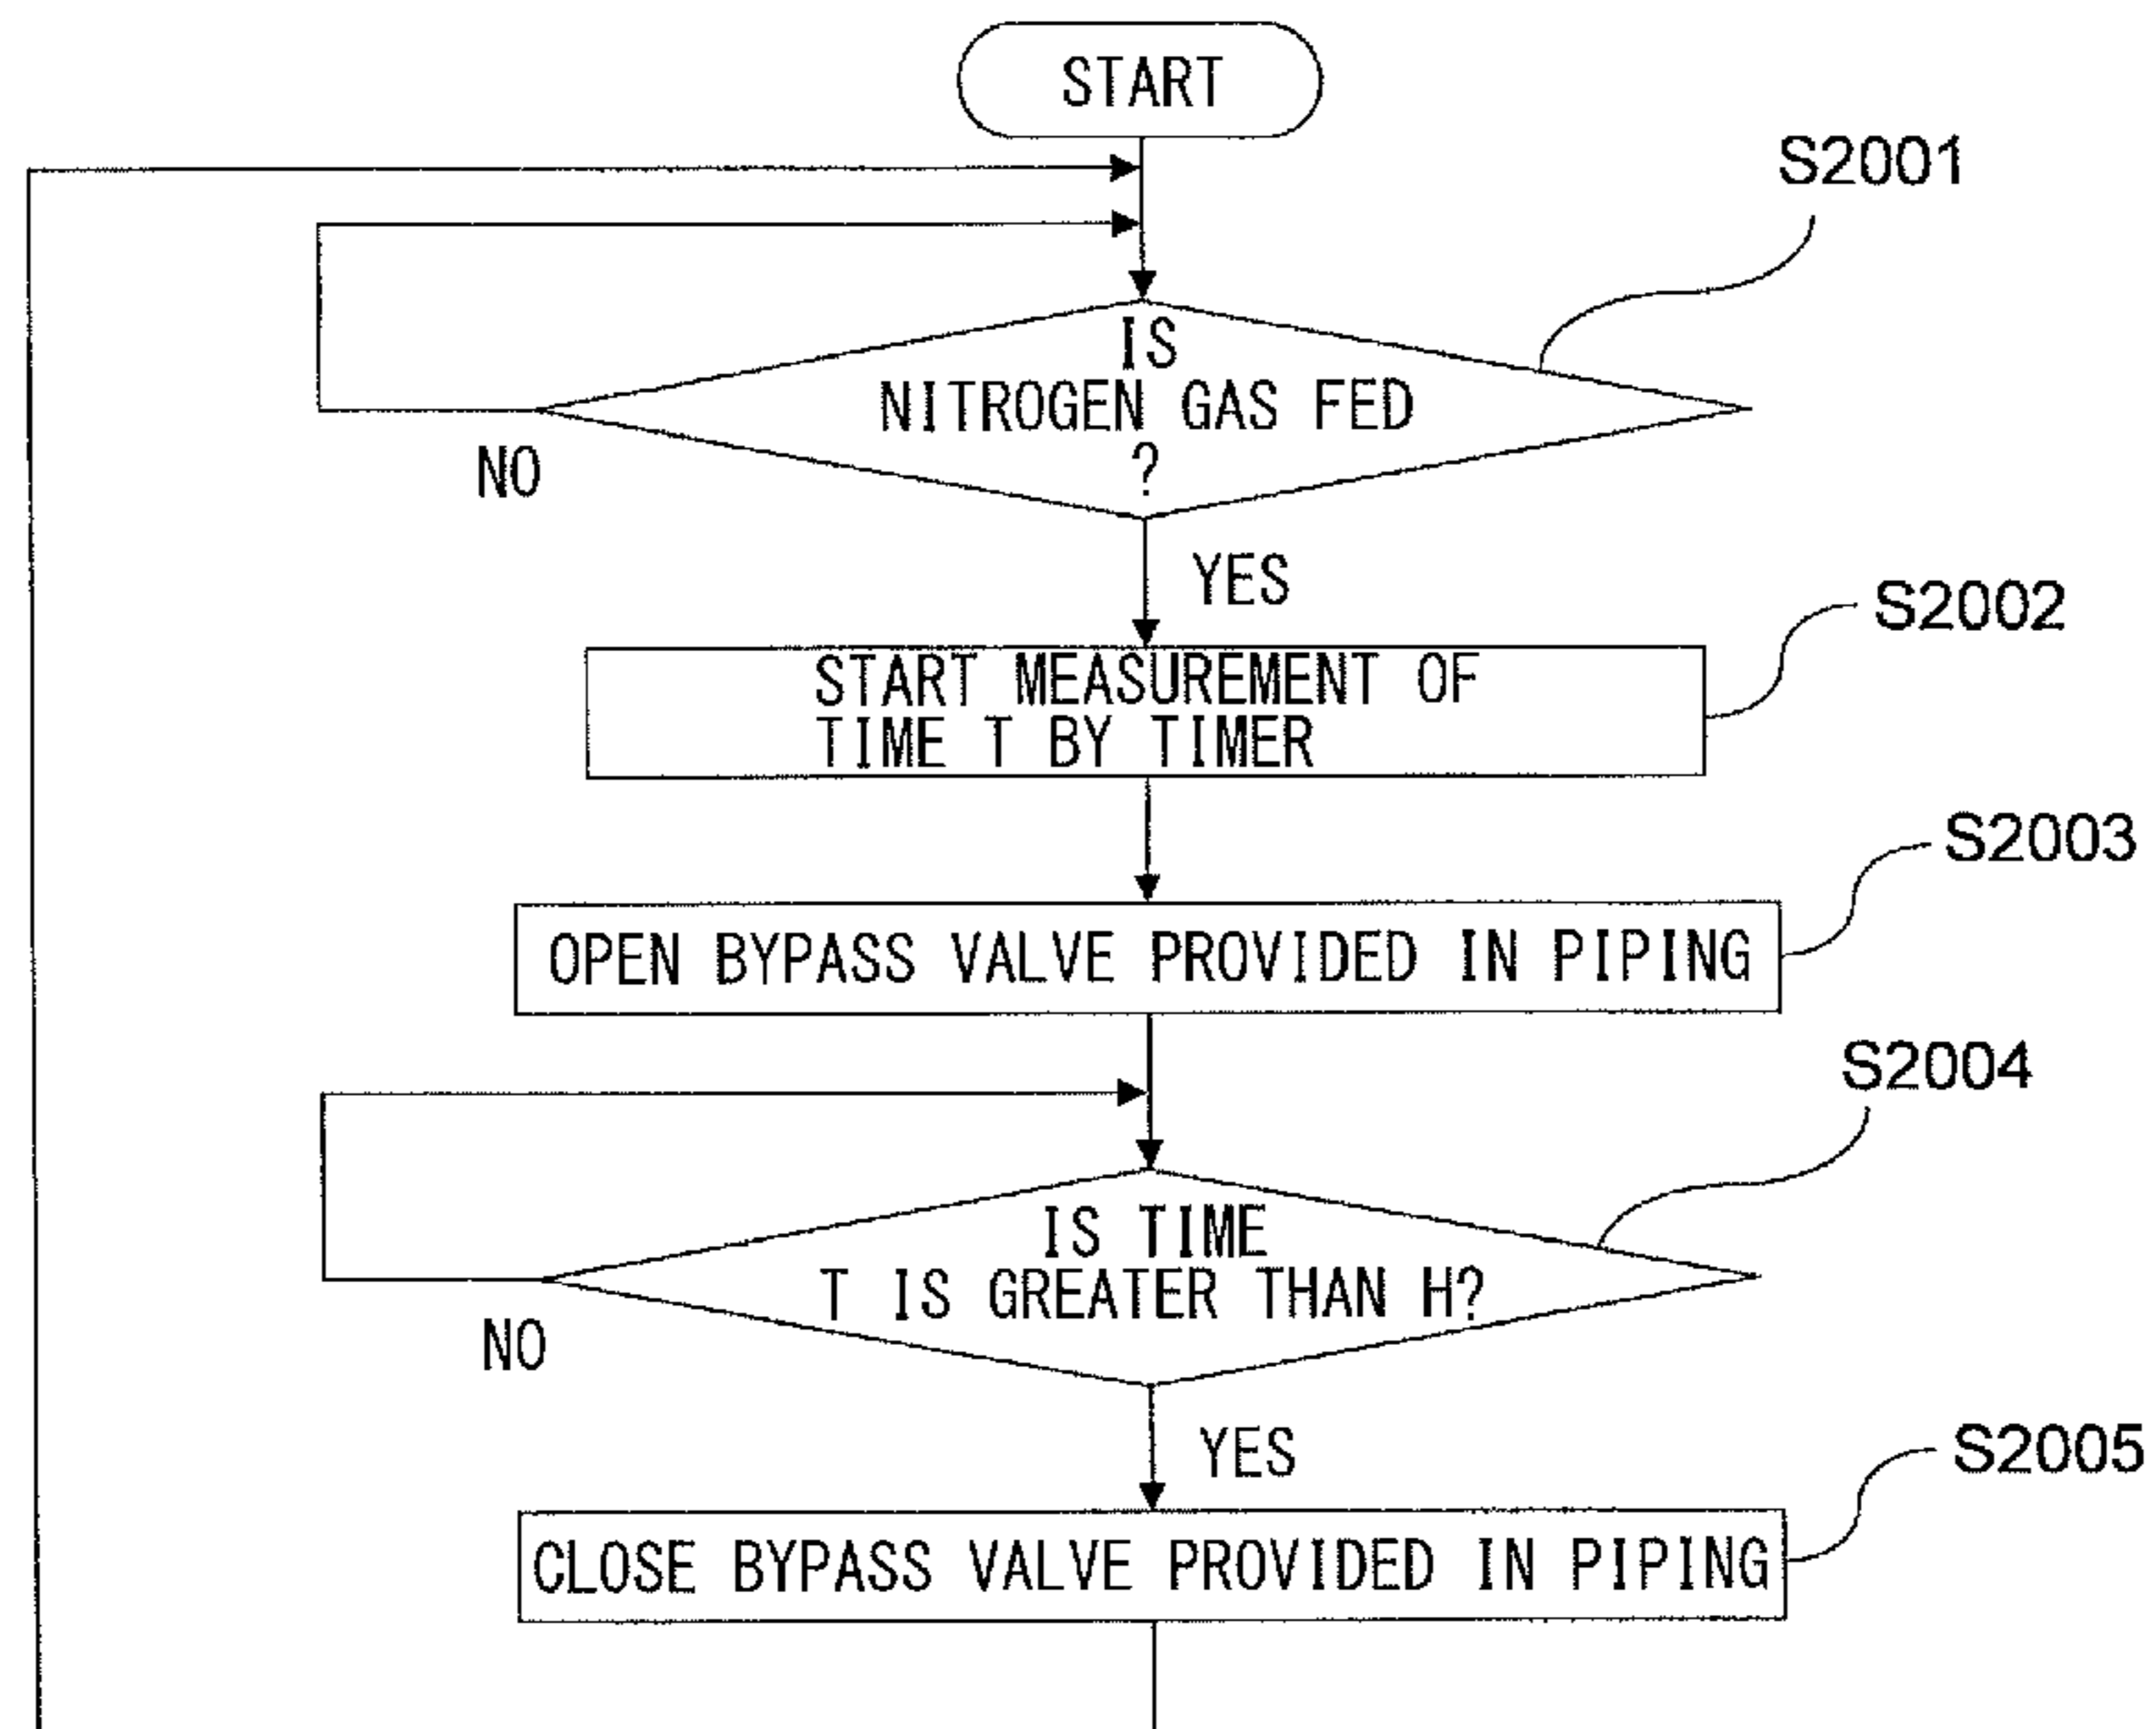 START
S2001
IS
NITROGEN GAS FED
?
NO
YES
S2002
START MEASUREMENT OF
TIME T BY TIMER
S2003
OPEN BYPASS VALVE PROVIDED IN PIPING
S2004
IS TIME
T IS GREATER THAN H?
NO
YES
S2005
CLOSE BYPASS VALVE PROVIDED IN PIPING